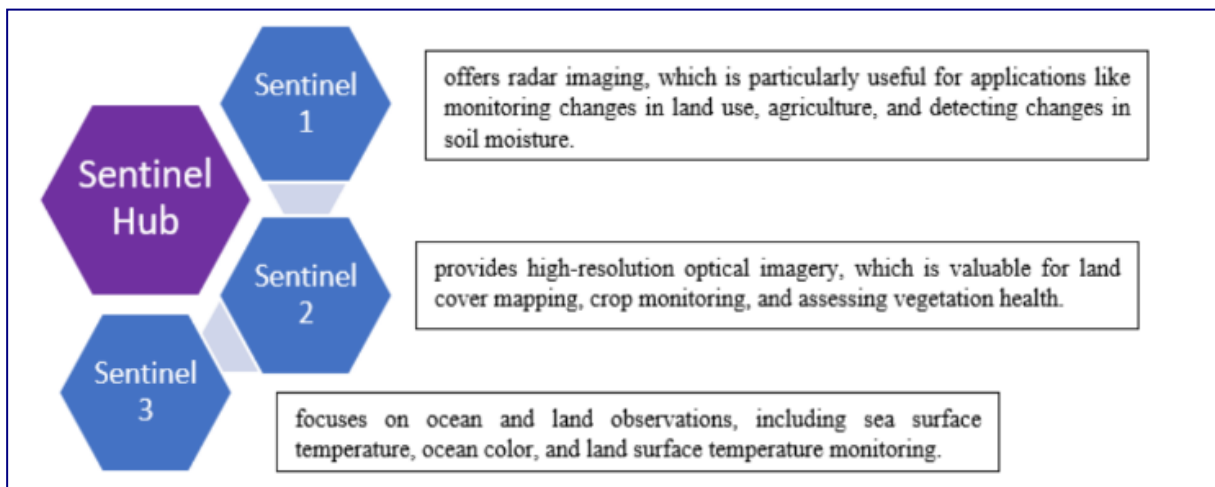 Sentinel
1
offers radar imaging, which is particularly useful for applications like
monitoring changes in land use, agriculture, and detecting changes in
soil moisture.
Sentinel
Hub
Sentinel
2
provides high-resolution optical imagery, which is valuable for land
cover mapping, crop monitoring, and assessing vegetation health.
Sentinel
3
focuses on ocean and land observations, including sea surface
temperature, ocean color, and land surface temperature monitoring.